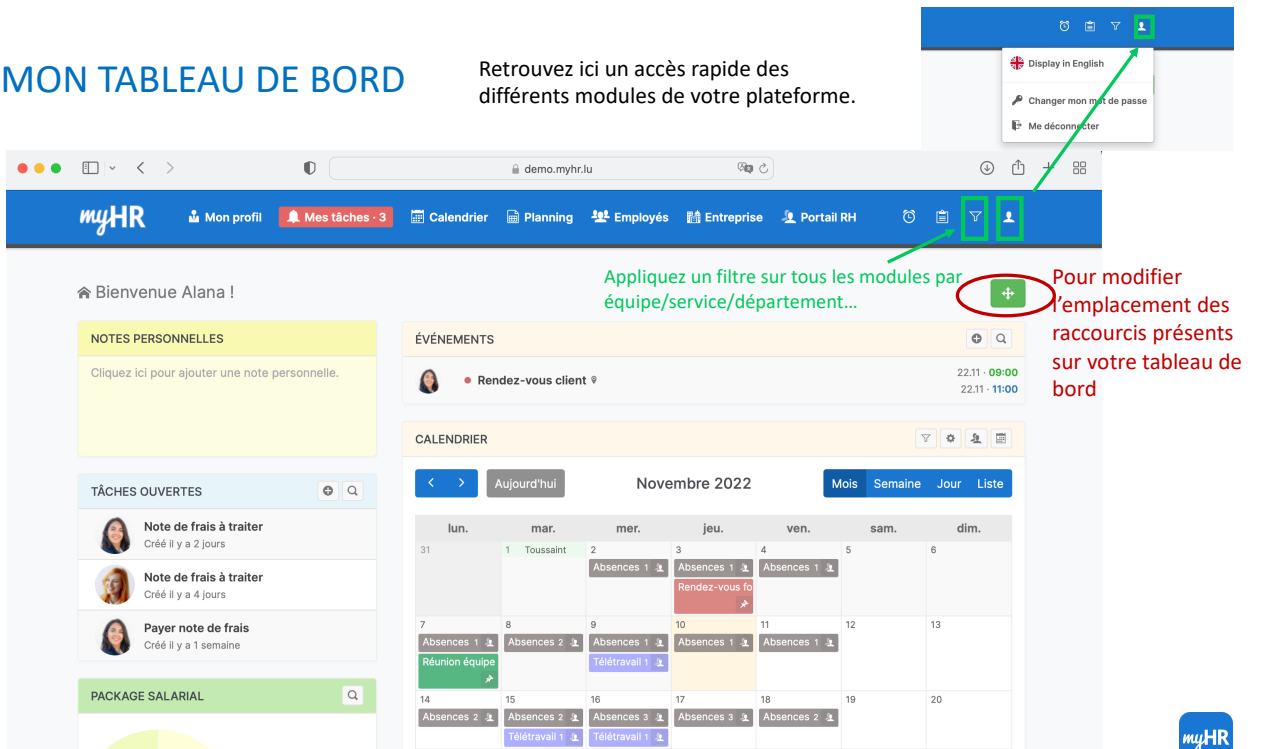 MON TABLEAU DE BORD
Retrouvez ici un accès rapide des
différents modules de votre plateforme.
Display in English
Changer mon mot de passe
Me déconnecter
demo.myhr.lu
myHR
Mon profil
Mes tâches · 3
Calendrier
Planning
Employés
Entreprise
Portail RH
Appliquez un filtre sur tous les modules par
équipe/service/département…
Pour modifier
l'emplacement des
raccourcis présents
sur votre tableau de
bord
Bienvenue Alana !
NOTES PERSONNELLES
Cliquez ici pour ajouter une note personnelle.
TÂCHES OUVERTES
Note de frais à traiter
Créé il y a 2 jours
Note de frais à traiter
Créé il y a 4 jours
Payer note de frais
Créé il y a 1 semaine
PACKAGE SALARIAL
ÉVÉNEMENTS
Rendez-vous client
22.11 · 09:00
22.11 · 11:00
CALENDRIER
Aujourd'hui
Novembre 2022
Mois Semaine Jour Liste
lun. mar. mer. jeu. ven. sam. dim.
31 1 Toussaint 2 3 4 5 6
Absences 1 Absences 1 Absences 1
Rendez-vous fo
7 8 9 10 11 12 13
Absences 1 Absences 2 Absences 1 Absences 1 Absences 1
Réunion équipe Télétravail 1
14 15 16 17 18 19 20
Absences 2 Absences 2 Absences 3 Absences 3 Absences 2
Télétravail 1 Télétravail 1
myHR